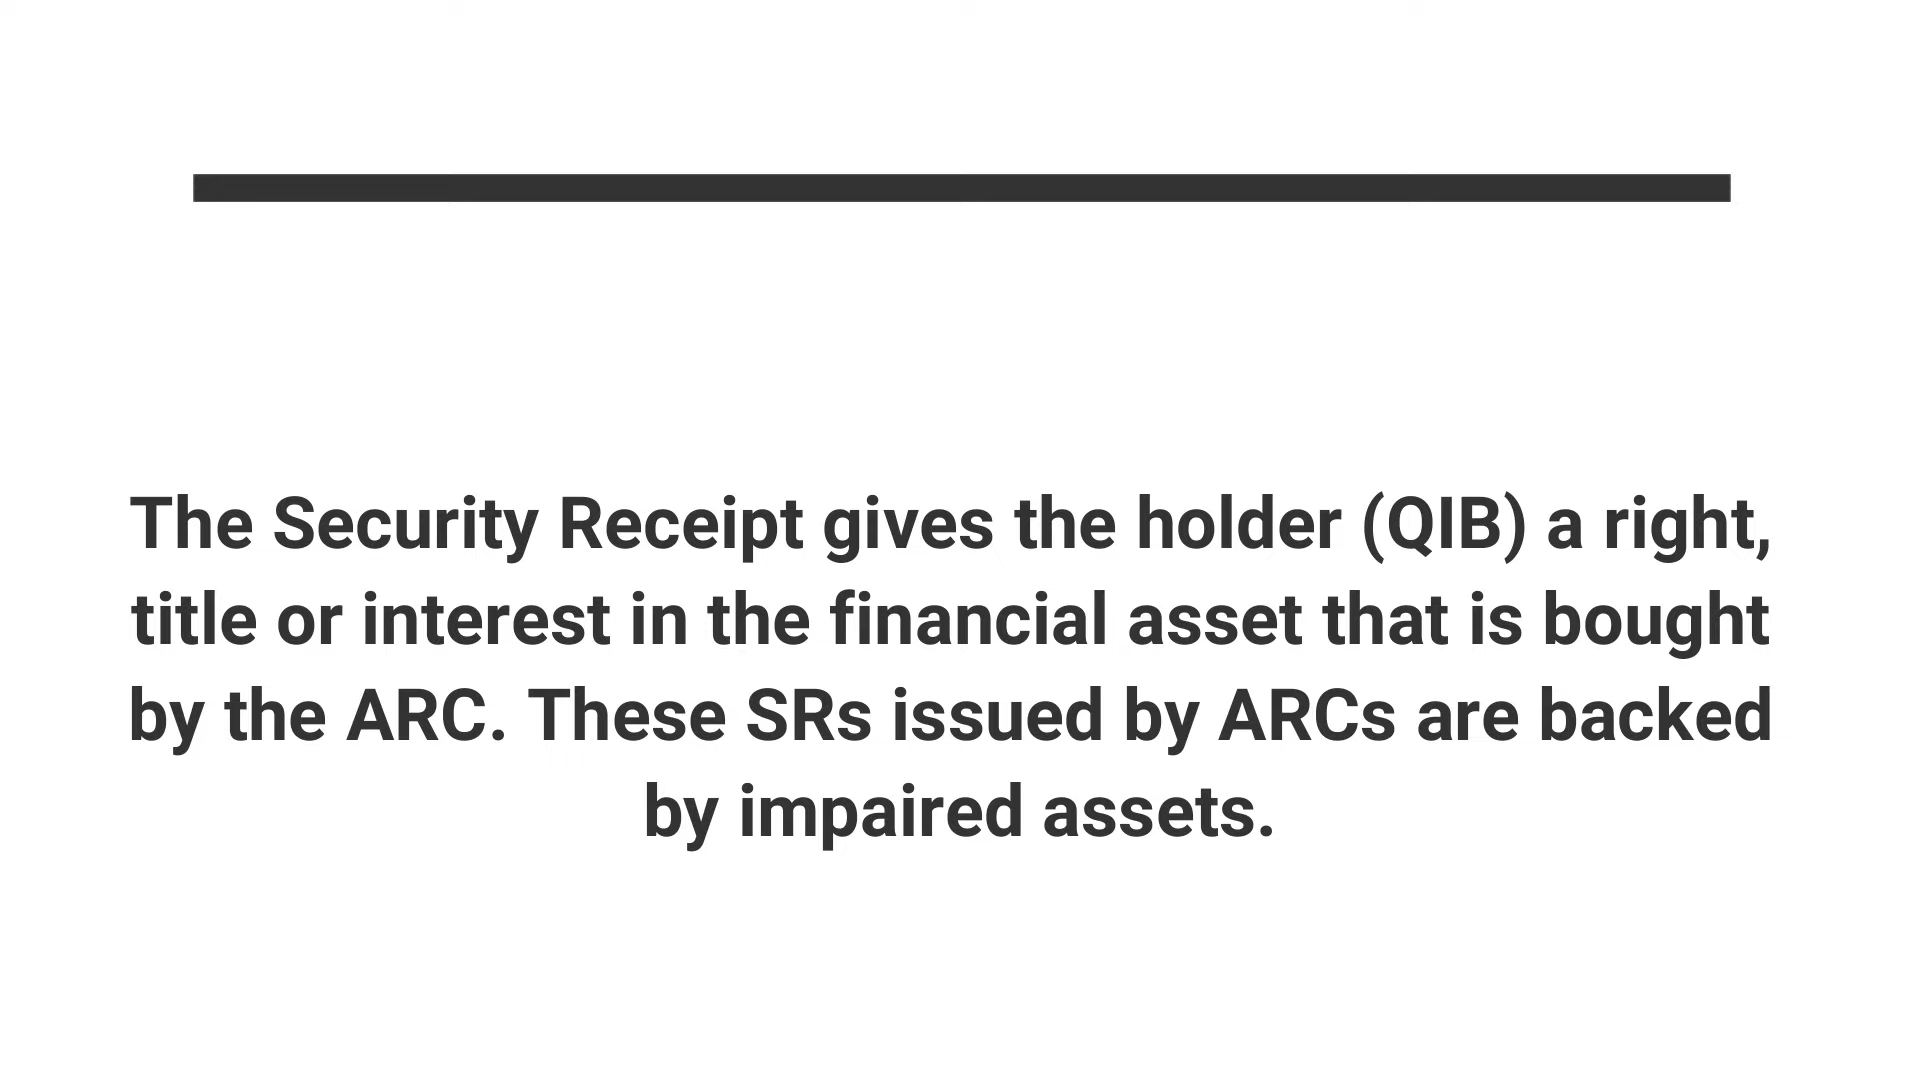 The Security Receipt gives the holder (QIB) a right,
title or interest in the financial asset that is bought
by the ARC. These SRs issued by ARCs are backed
by impaired assets.